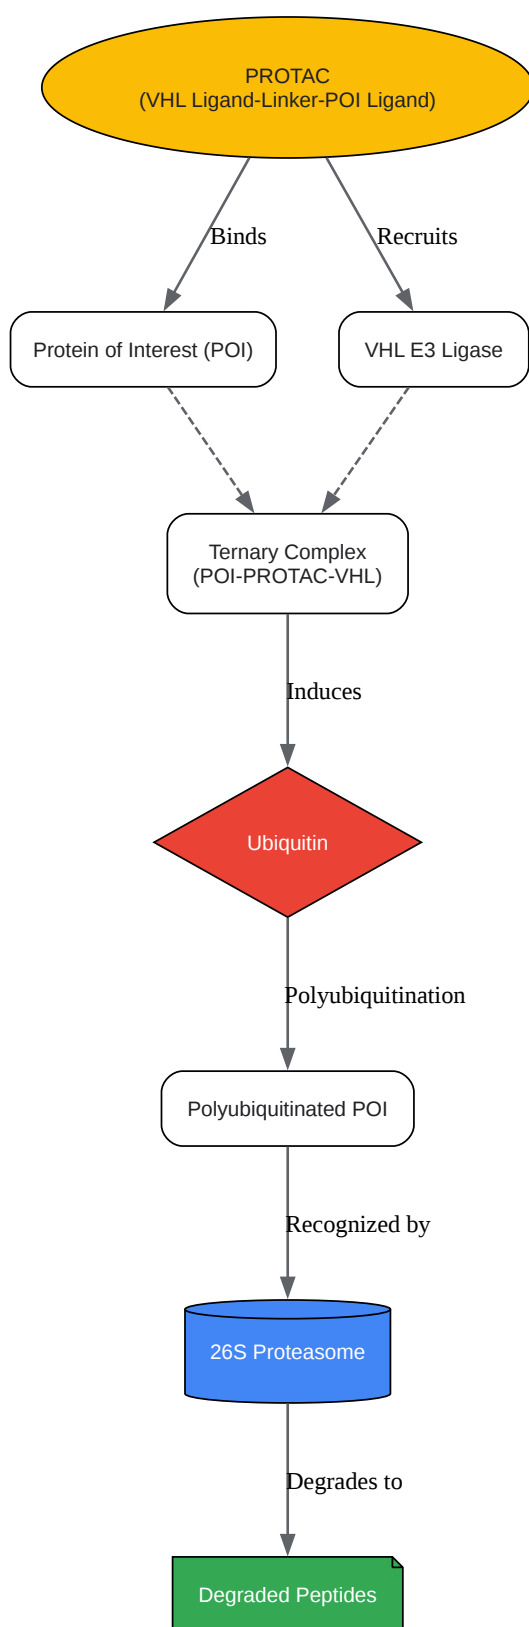 PROTAC
(VHL Ligand-Linker-POI Ligand)
Binds
Recruits
Protein of Interest (POI)
VHL E3 Ligase
Ternary Complex
(POI-PROTAC-VHL)
Induces
Ubiquitin
Polyubiquitination
Polyubiquitinated POI
Recognized by
26S Proteasome
Degrades to
Degraded Peptides